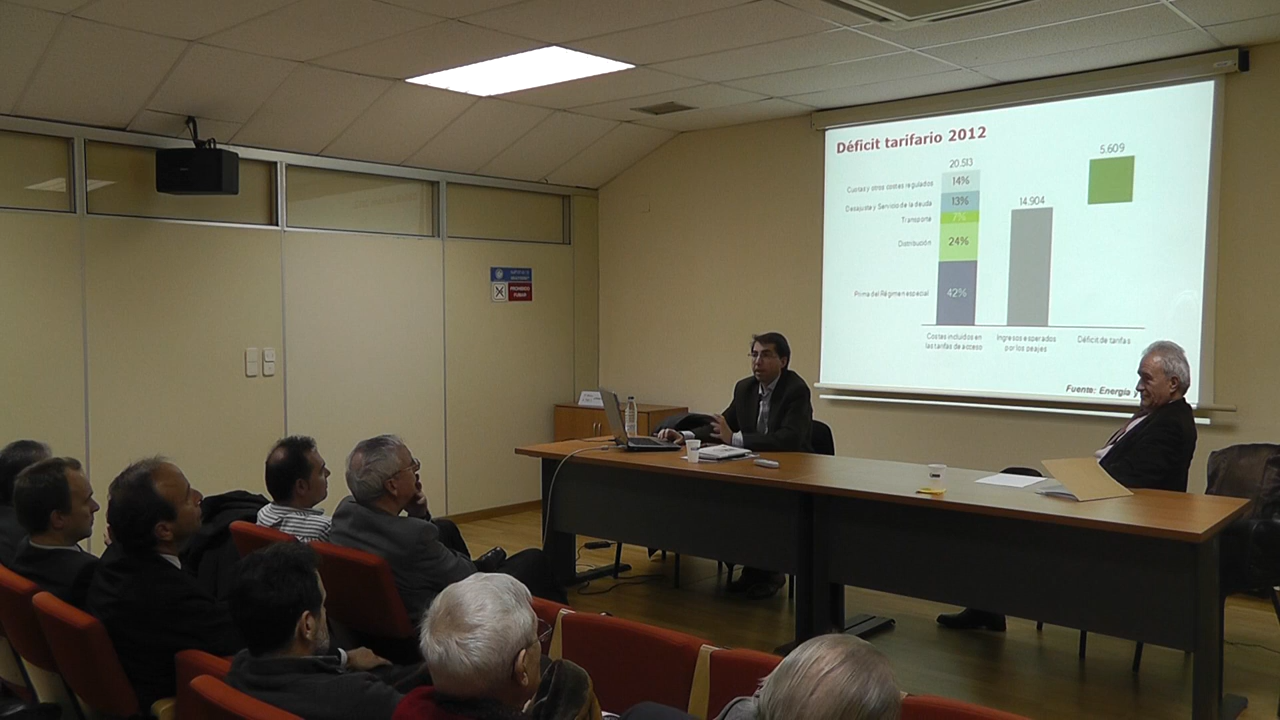 Déficit tarifario 2012
20.513
Cuotas y otros costes regulados
14%
Desajuste y Servicio de la deuda
13%
Transporte
7%
Distribución
24%
Prima del Régimen especial
42%
14.904
5.609
Costes incluidos en
las tarifas de acceso
Ingresos esperados
por los peajes
Déficit de tarifas
Fuente: Energía y
PROHIBIDO
FUMAR